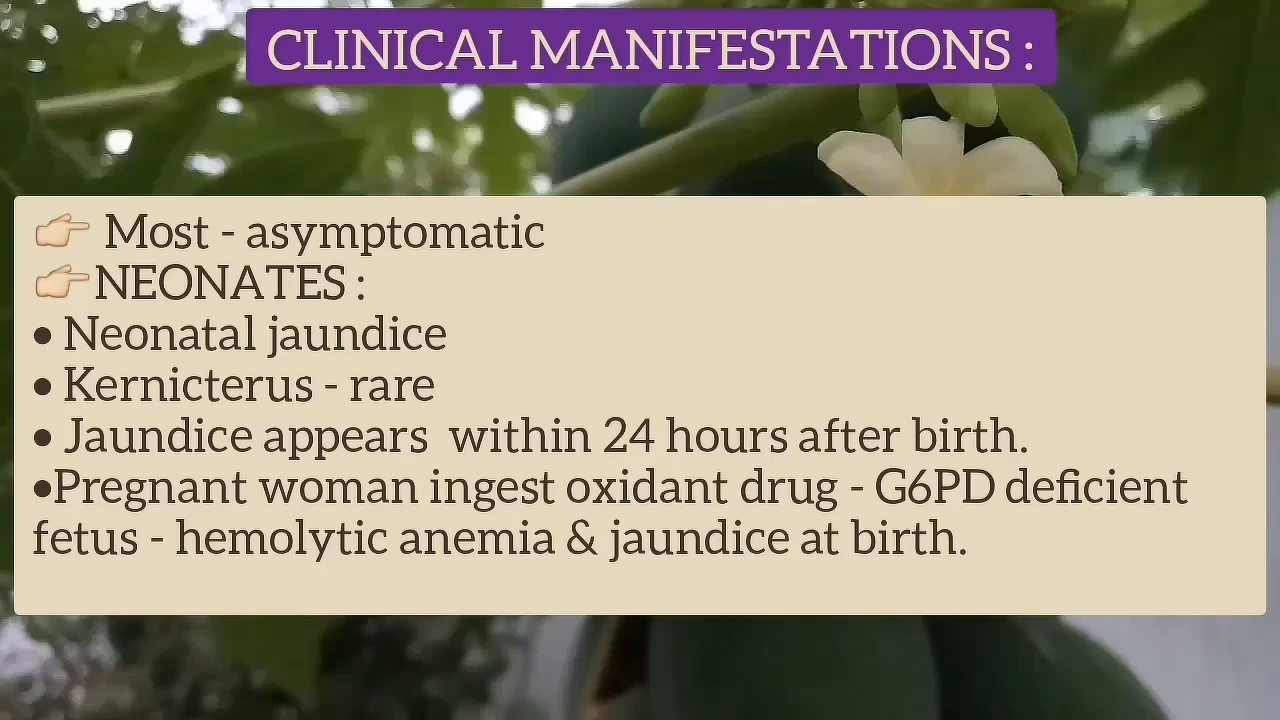 CLINICAL MANIFESTATIONS :
👉 Most - asymptomatic
👉NEONATES :
• Neonatal jaundice
• Kernicterus - rare
• Jaundice appears  within 24 hours after birth.
•Pregnant woman ingest oxidant drug - G6PD deficient
fetus - hemolytic anemia & jaundice at birth.